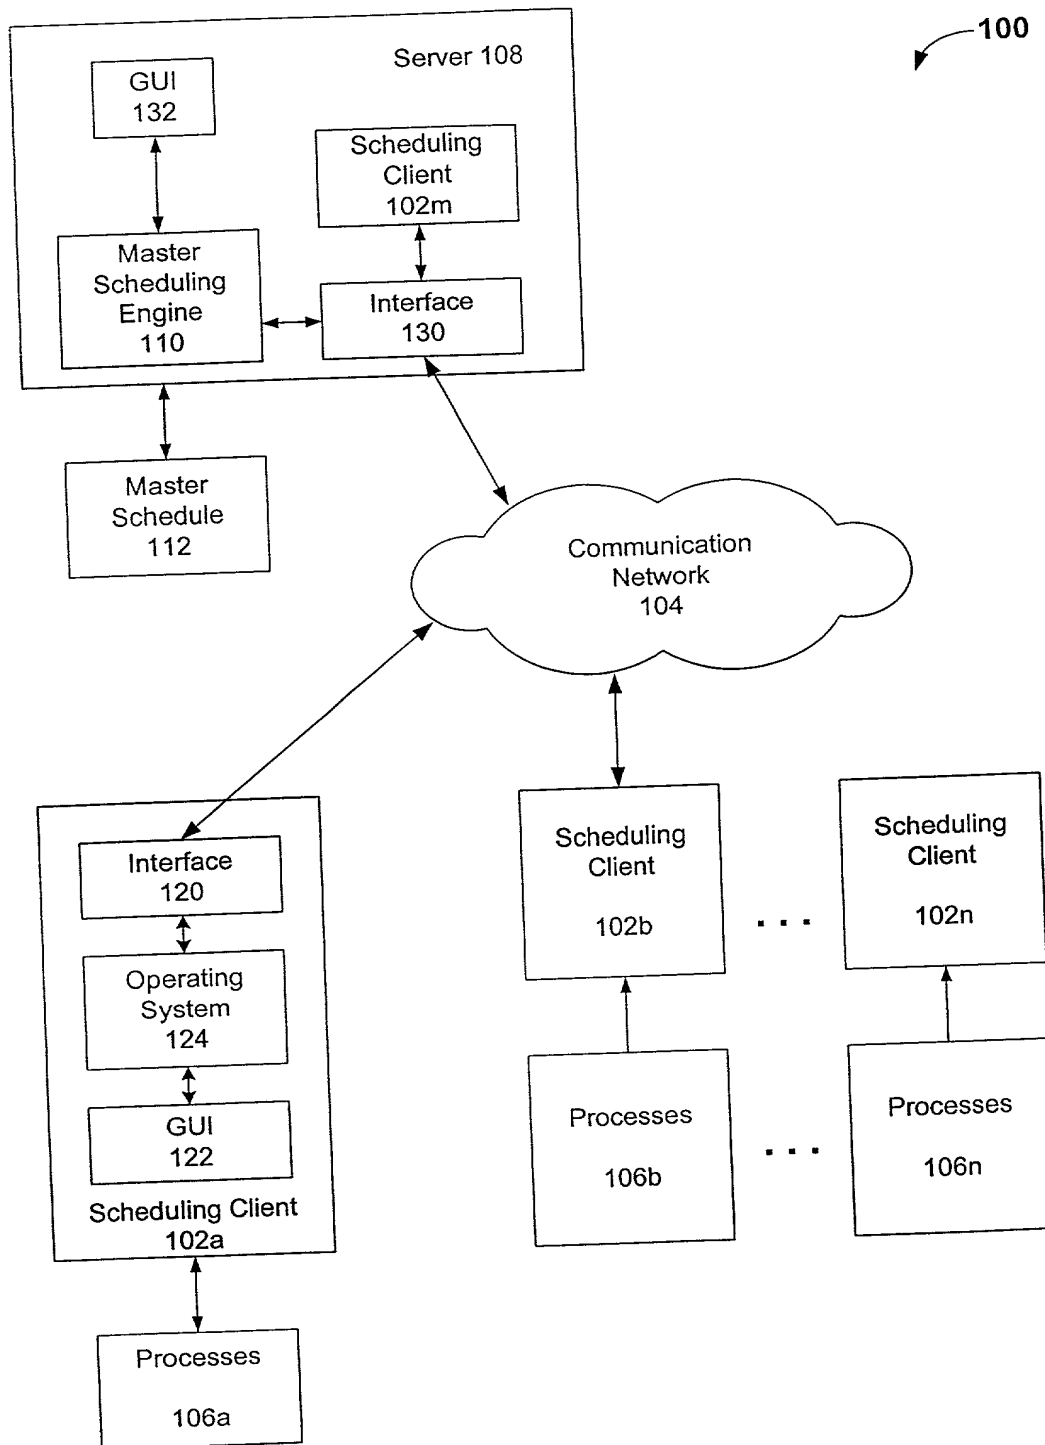 100
Server 108
GUI
132
Scheduling
Client
102m
Master
Scheduling
Engine
110
Interface
130
Master
Schedule
112
Communication
Network
104
Interface
120
Operating
System
124
GUI
122
Scheduling Client
102a
Processes
106a
Scheduling
Client
102b
. . .
Scheduling
Client
102n
Processes
106b
. . .
Processes
106n